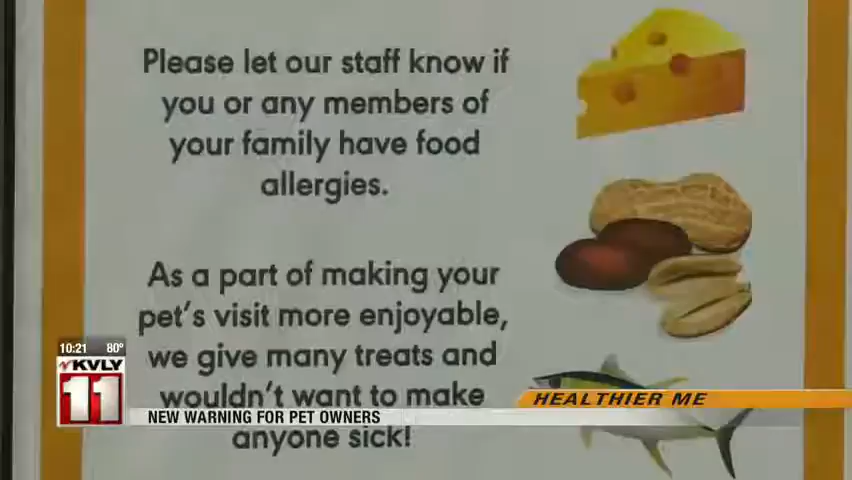 Please let our staff know if
you or any members of
your family have food
allergies.
As a part of making your
pet's visit more enjoyable,
we give many treats and
wouldn't want to make
anyone sick!
10:21 80°
KVLY
11
HEALTHIER ME
NEW WARNING FOR PET OWNERS